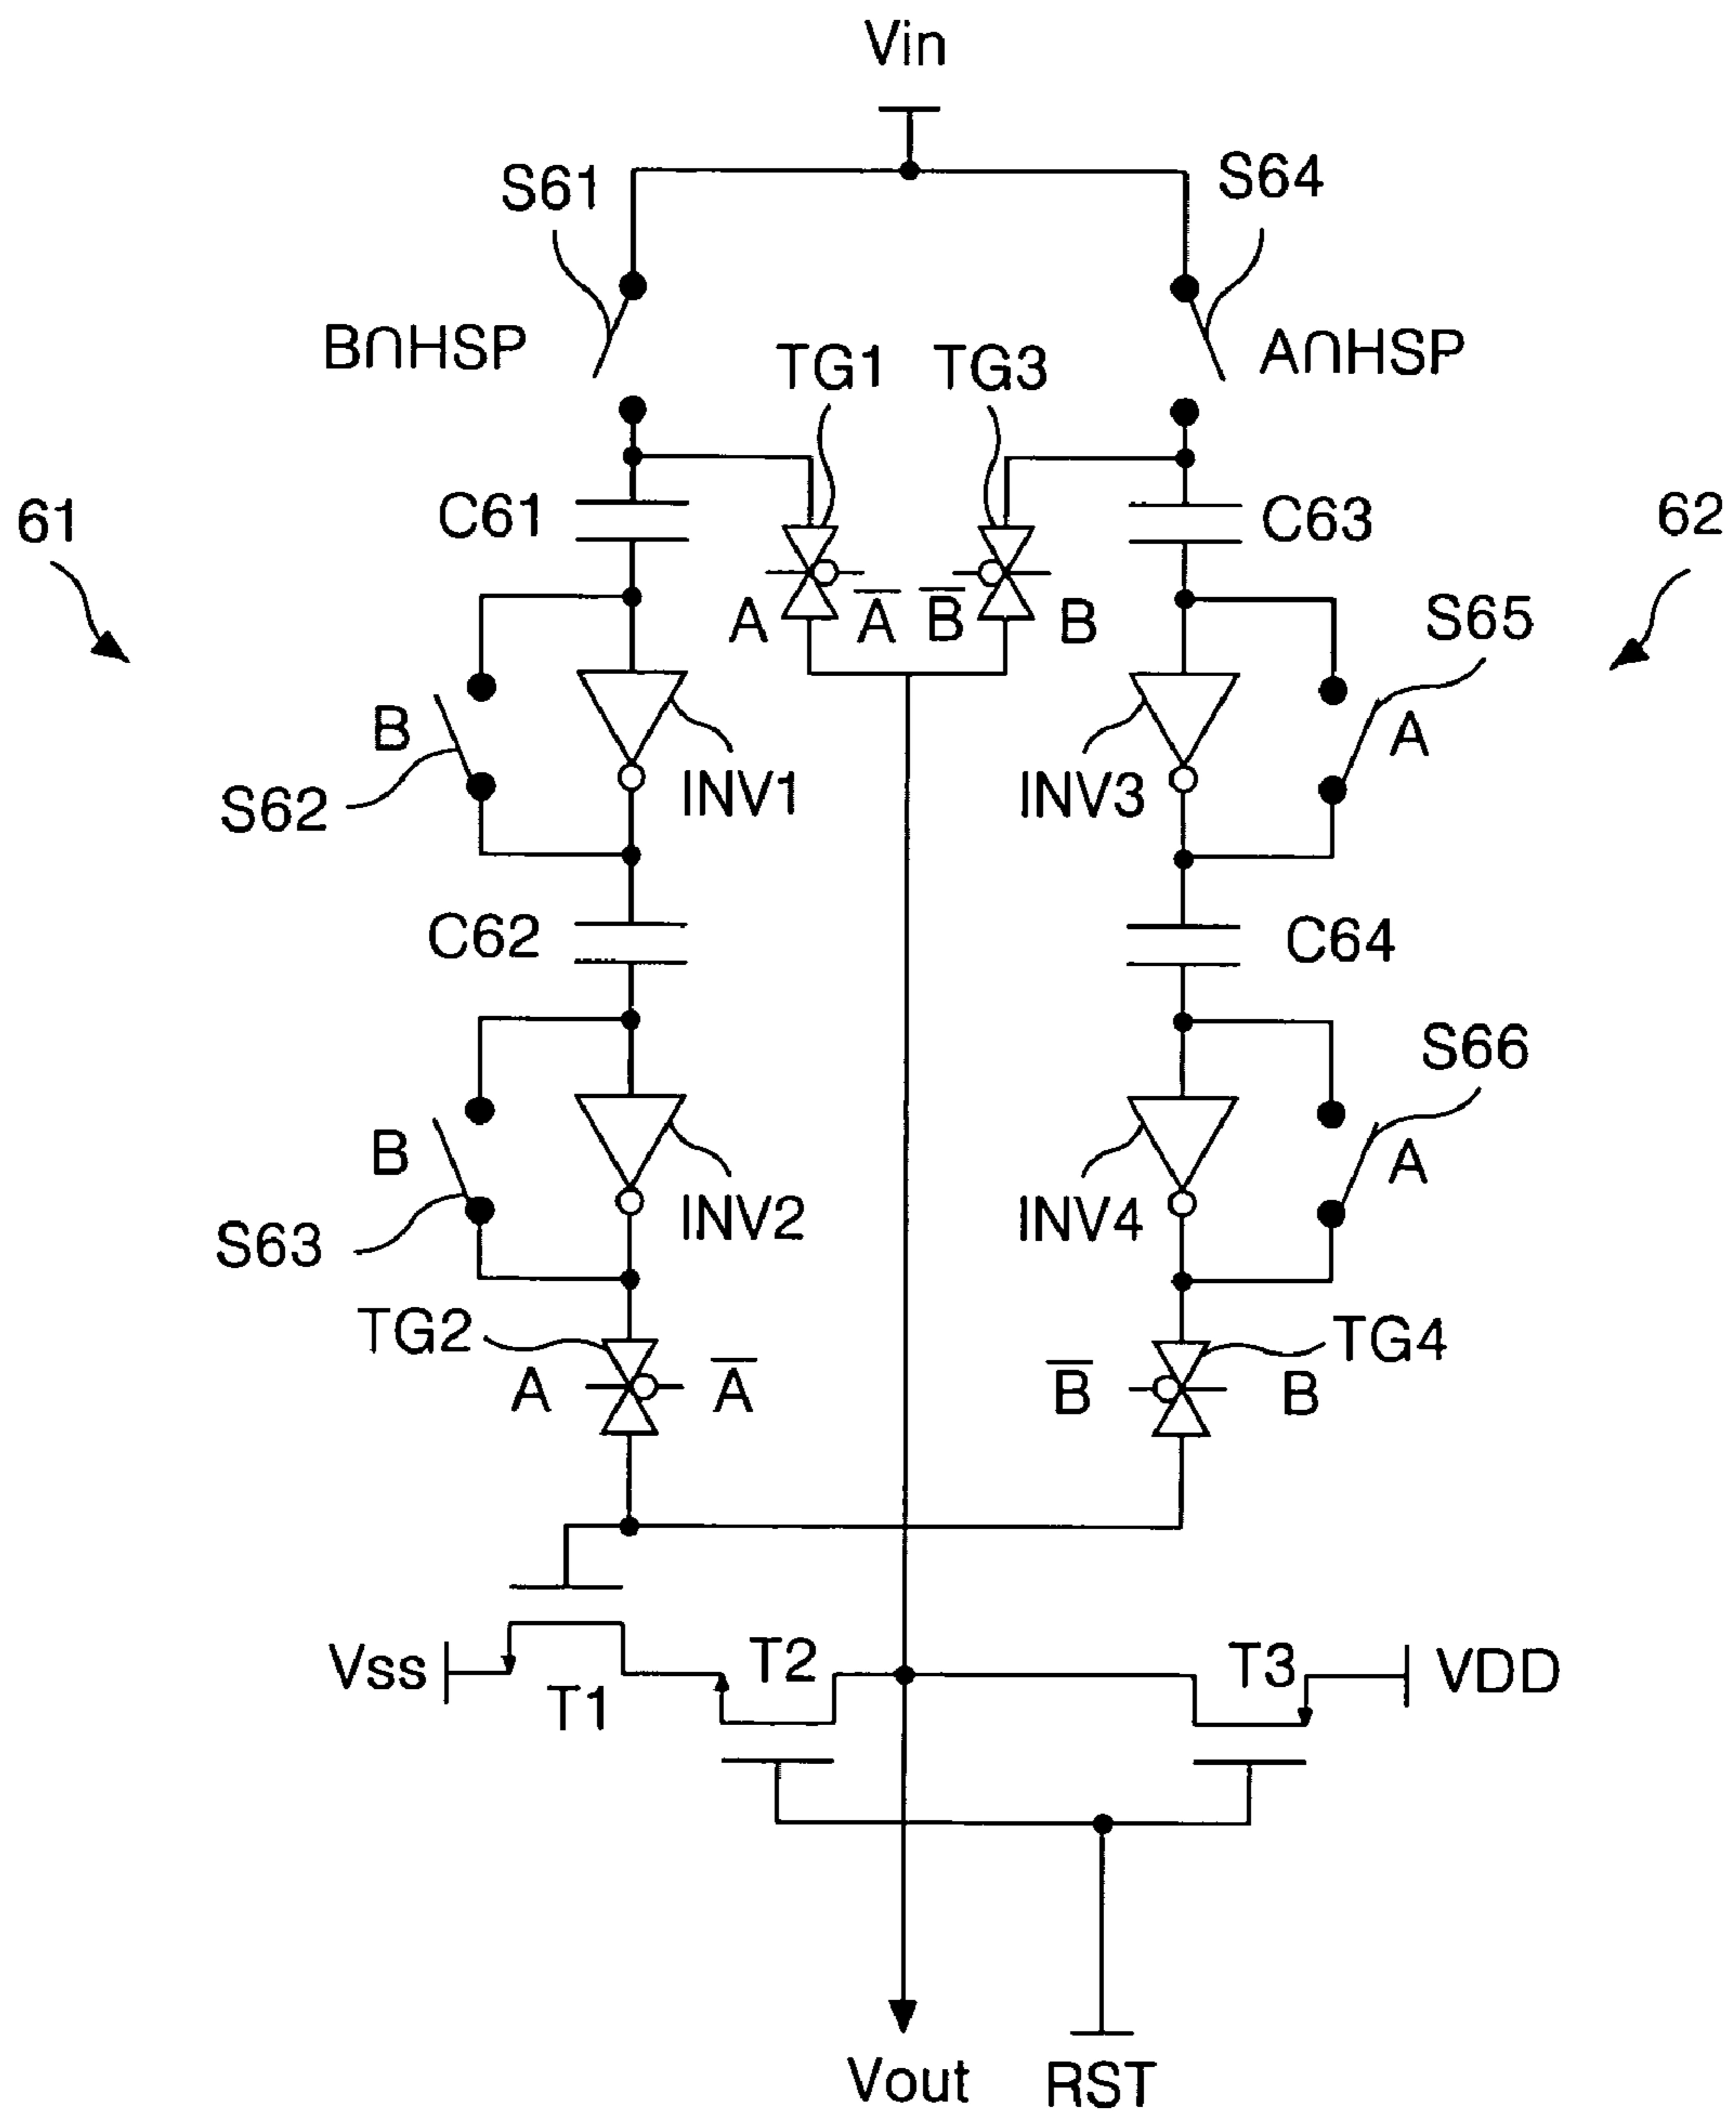 Vin
S61
S64
B∩HSP
A∩HSP
TG1
TG3
61
C61
C63
62
A
A̅
B̅
B
S65
B
S62
INV1
INV3
A
C62
C64
S66
B
S63
INV2
INV4
A
TG2
A
A̅
B̅
TG4
B
Vss
T1
T2
T3
VDD
Vout
RST